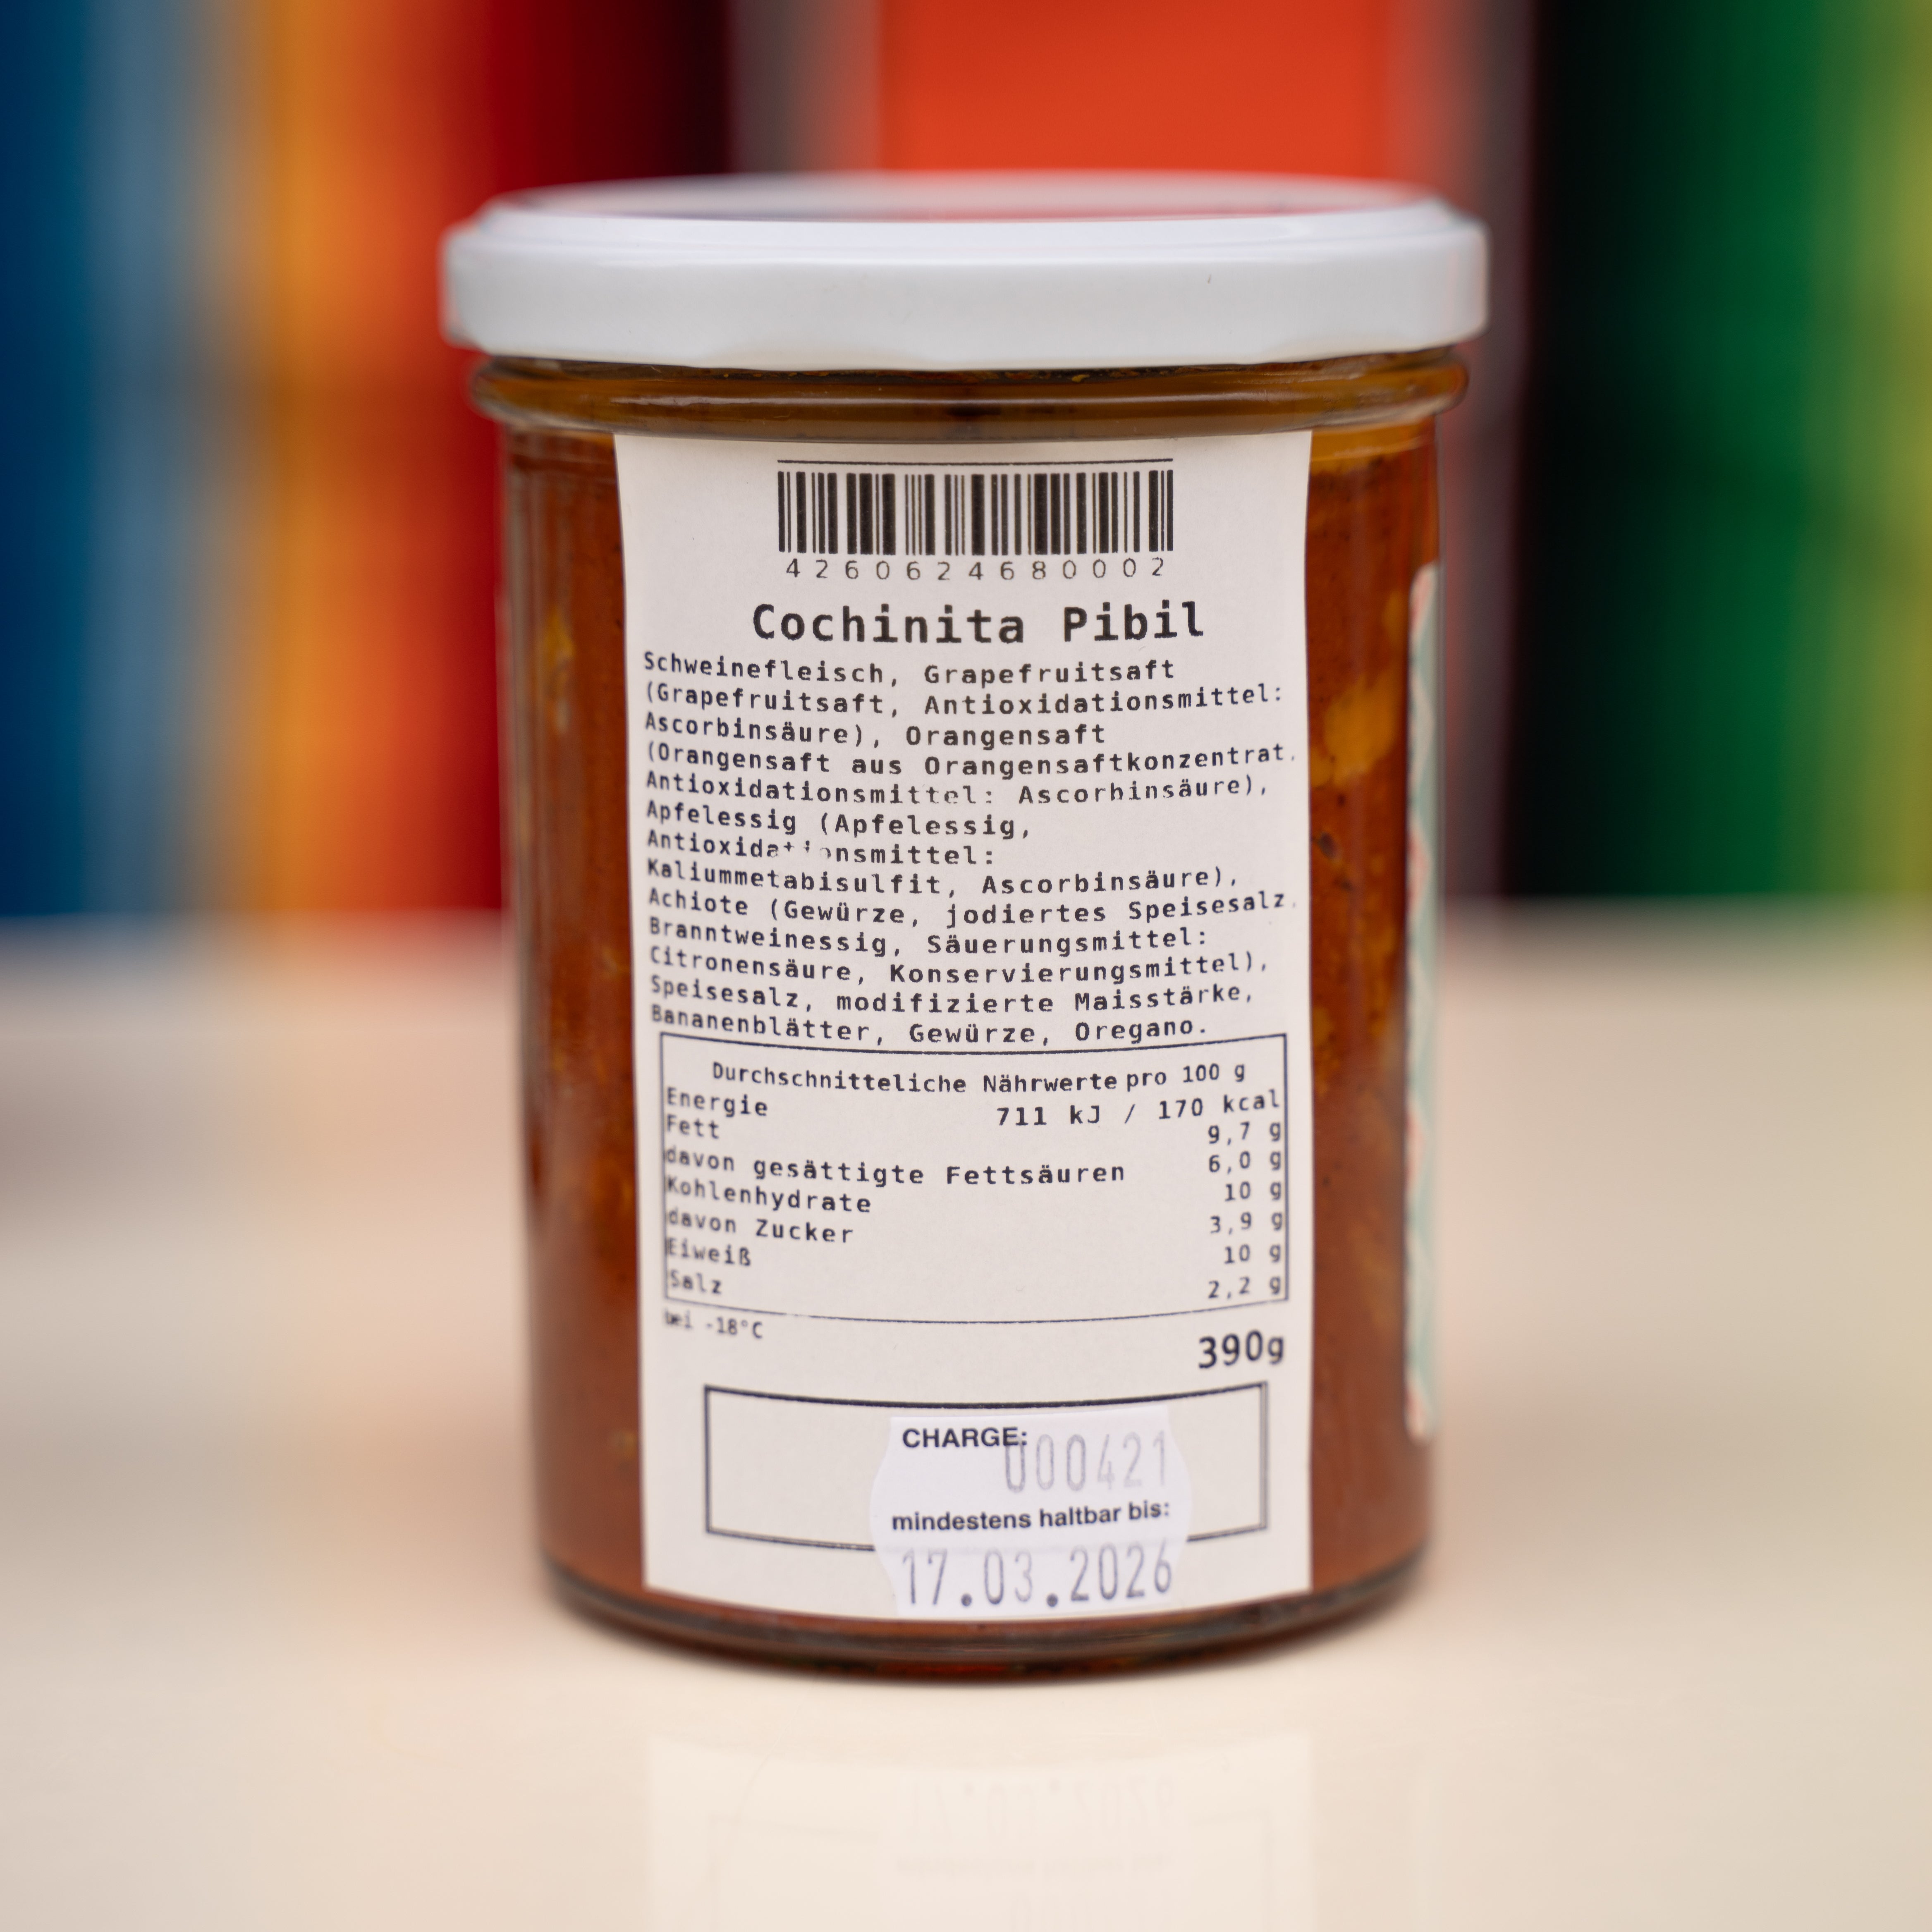 4260624680002
Cochinita Pibil
Schweinefleisch, Grapefruitsaft
(Grapefruitsaft, Antioxidationsmittel:
Ascorbinsäure), Orangensaft
(Orangensaft aus Orangensaftkonzentrat,
Antioxidationsmittel: Ascorbinsäure),
Apfelessig (Apfelessig,
Antioxidationsmittel:
Kaliummetabisulfit, Ascorbinsäure),
Achiote (Gewürze, jodiertes Speisesalz,
Branntweinessig, Säuerungsmittel:
Citronensäure, Konservierungsmittel),
Speisesalz, modifizierte Maisstärke,
Bananenblätter, Gewürze, Oregano.
Durchschnitteliche Nährwerte pro 100 g
Energie 711 kJ / 170 kcal
Fett 9,7 g
davon gesättigte Fettsäuren 6,0 g
Kohlenhydrate 10 g
davon Zucker 3,9 g
Eiweiß 10 g
Salz 2,2 g
bei -18°C
390g
CHARGE:
000421
mindestens haltbar bis:
17.03.2026